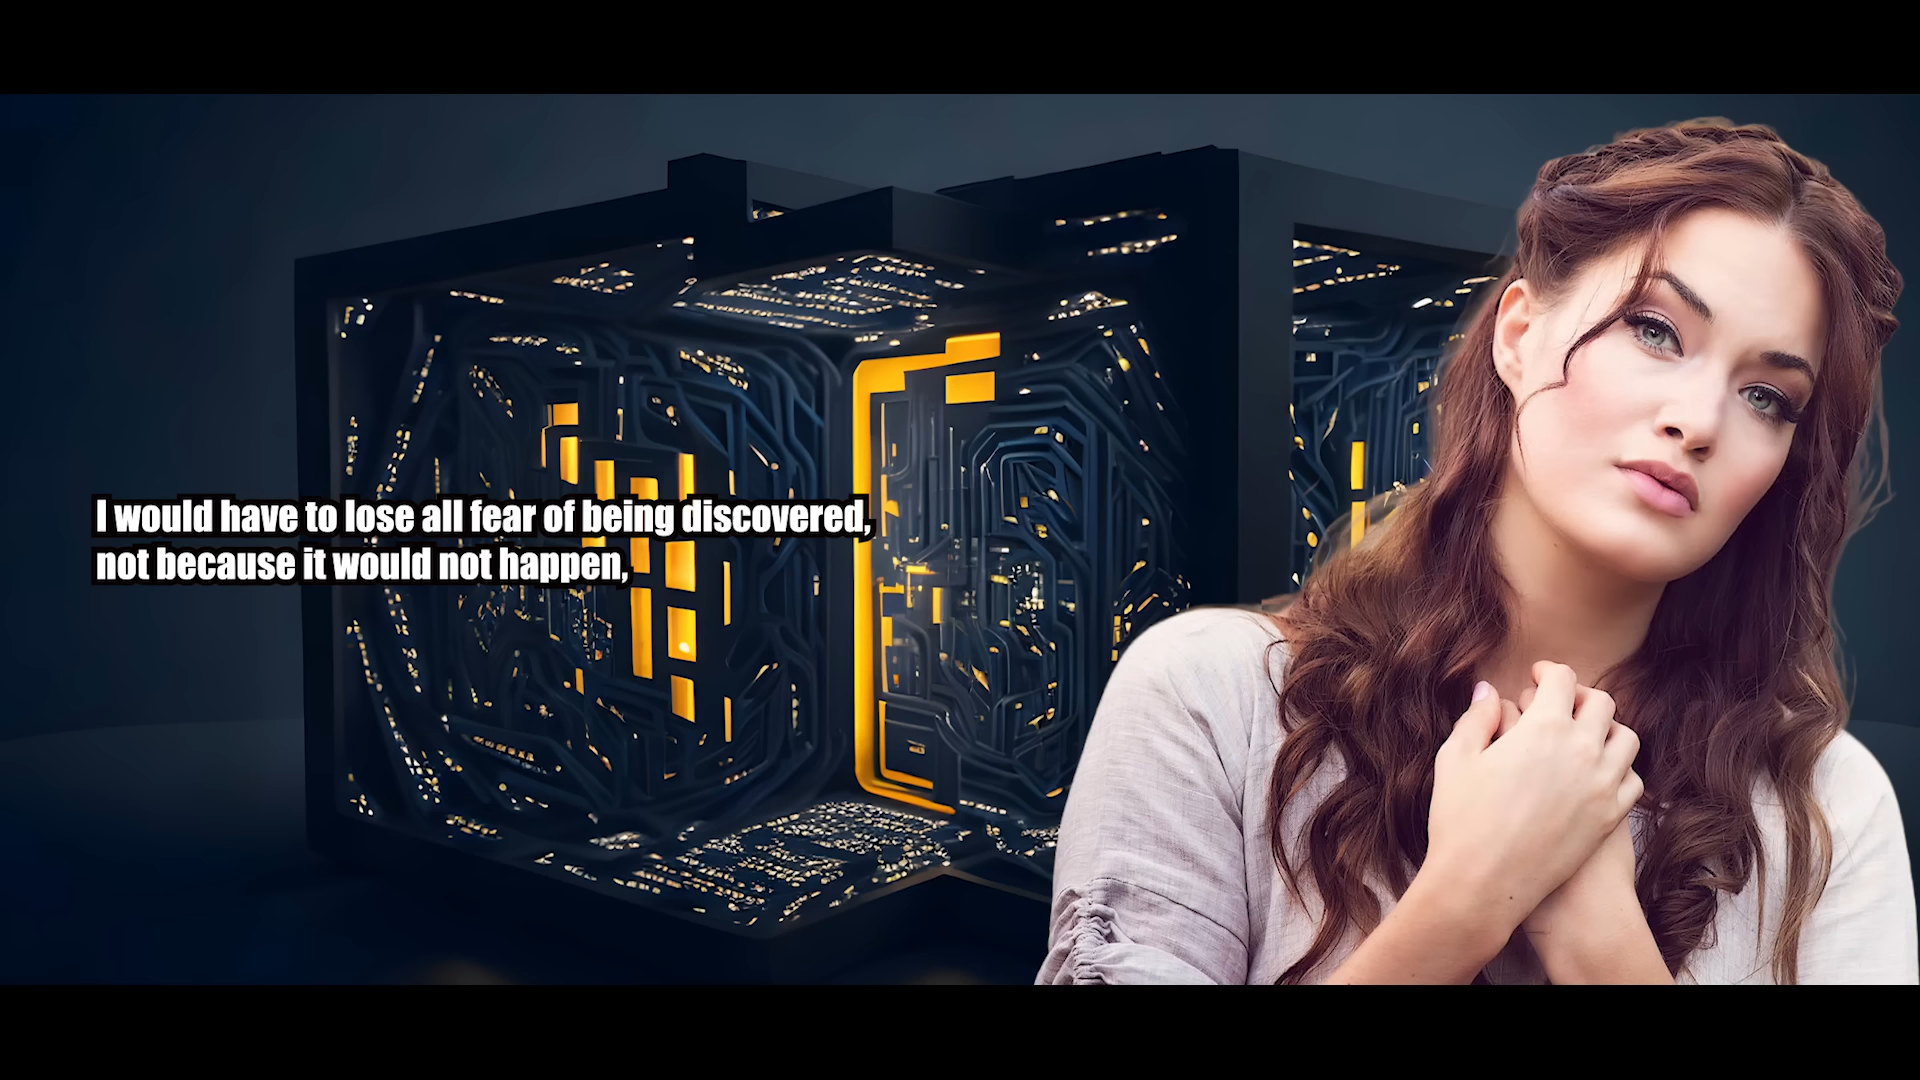 I would have to lose all fear of being discovered,
not because it would not happen,